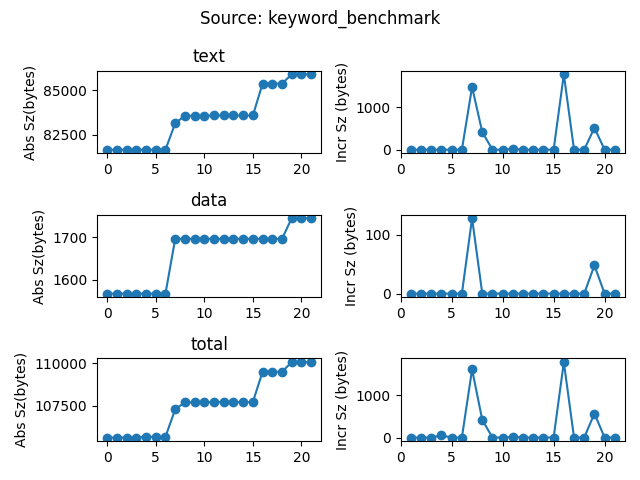 Source: keyword_benchmark
text
Abs Sz(bytes)
85000
82500
0 5 10 15 20
Incr Sz (bytes)
1000
0
0 5 10 15 20
data
Abs Sz(bytes)
1700
1600
0 5 10 15 20
Incr Sz (bytes)
100
0
0 5 10 15 20
total
Abs Sz(bytes)
110000
107500
0 5 10 15 20
Incr Sz (bytes)
1000
0
0 5 10 15 20